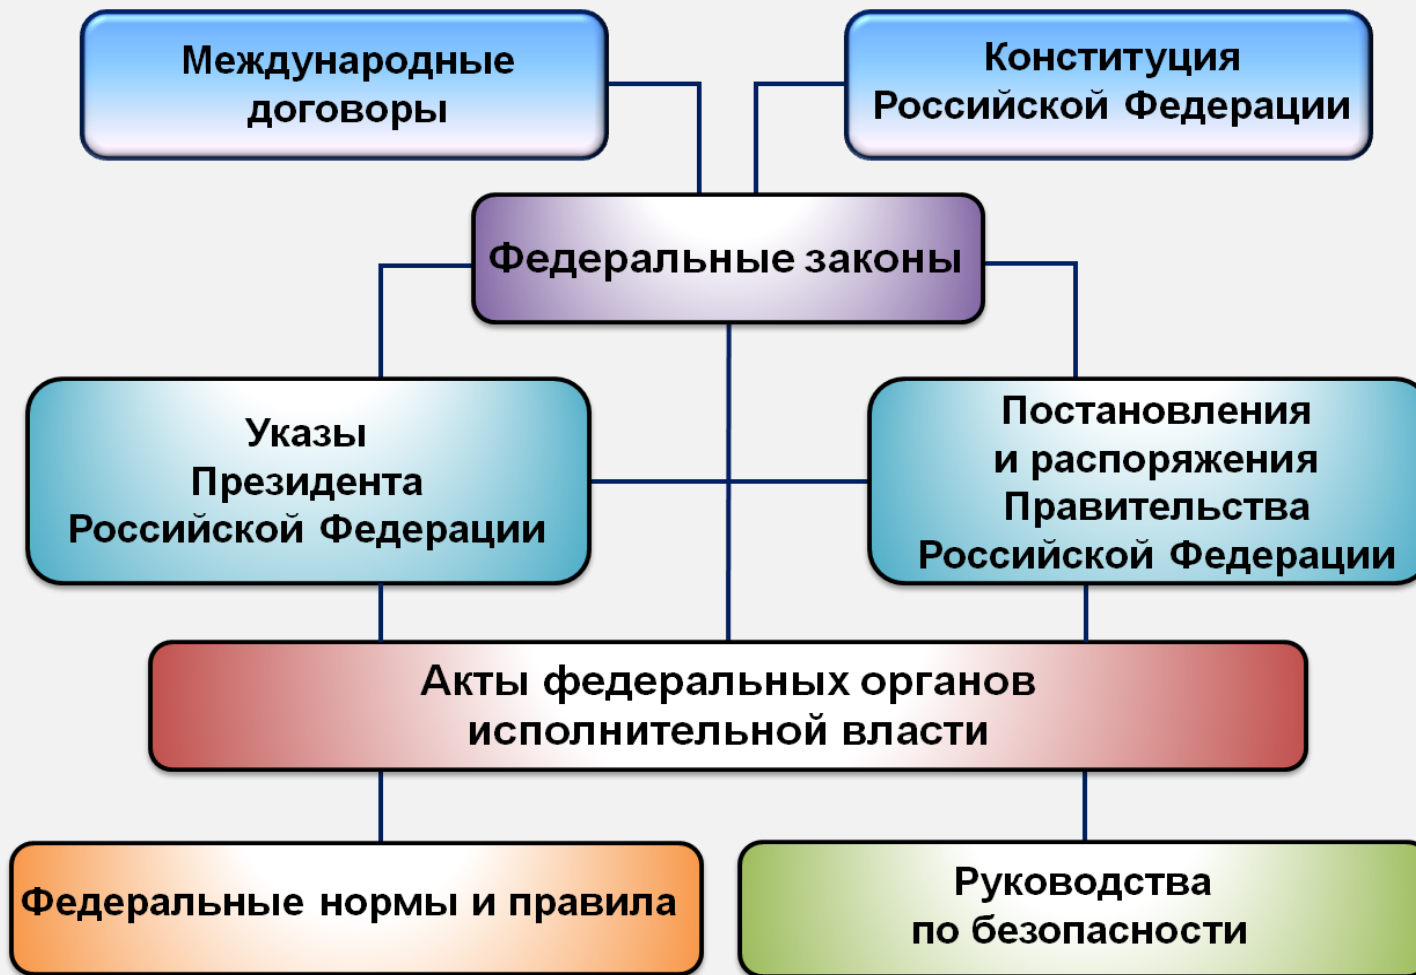 Международные
договоры
Конституция
Российской Федерации
Федеральные законы
Указы
Президента
Российской Федерации
Постановления
и распоряжения
Правительства
Российской Федерации
Акты федеральных органов
исполнительной власти
Федеральные нормы и правила
Руководства
по безопасности